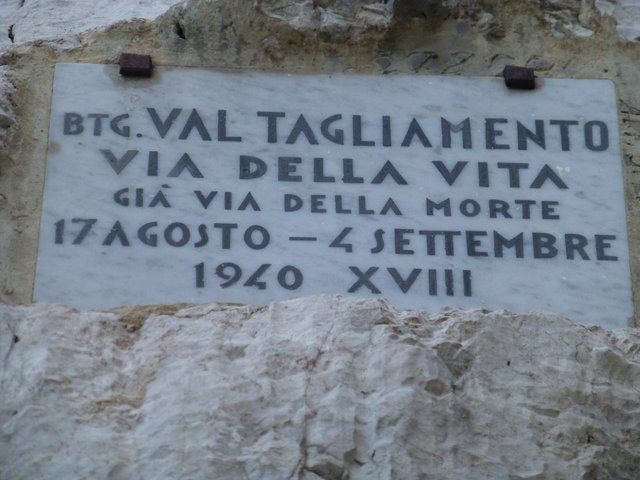 BTG. VAL TAGLIAMENTO
VIA DELLA VITA
GIÀ VIA DELLA MORTE
17 AGOSTO – 4 SETTEMBRE
1940 XVIII